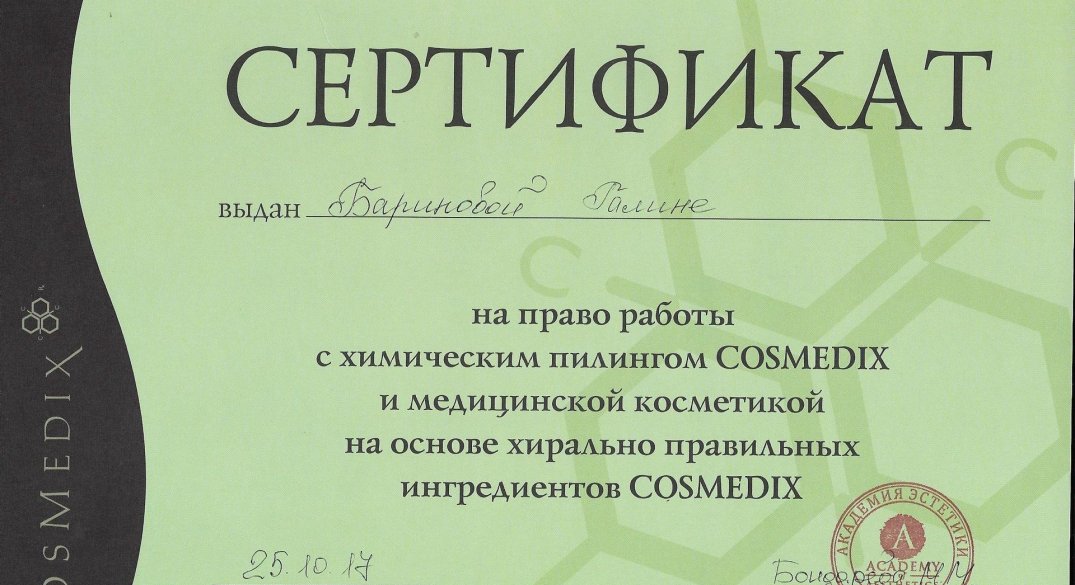 СЕРТИФИКАТ
выдан Бариновой Галине
на право работы
с химическим пилингом COSMEDIX
и медицинской косметикой
на основе хирально правильных
ингредиентов COSMEDIX
25.10.17
АКАДЕМИЯ ЭСТЕТИКИ
A
ACADEMY
OSMEDIX